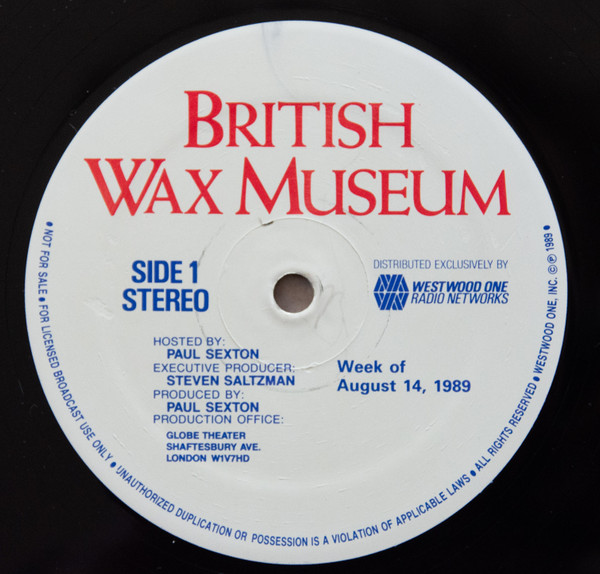 BRITISH
WAX MUSEUM
SIDE 1
STEREO
DISTRIBUTED EXCLUSIVELY BY
WESTWOOD ONE
RADIO NETWORKS
HOSTED BY:
PAUL SEXTON
EXECUTIVE PRODUCER:
STEVEN SALTZMAN
PRODUCED BY:
PAUL SEXTON
PRODUCTION OFFICE:
GLOBE THEATER
SHAFTESBURY AVE.
LONDON W1V7HD
Week of
August 14, 1989
• NOT FOR SALE • FOR LICENSED BROADCAST USE ONLY • UNAUTHORIZED DUPLICATION OR POSSESSION IS A VIOLATION OF APPLICABLE LAWS • ALL RIGHTS RESERVED • WESTWOOD ONE, INC. © ℗ 1989 •